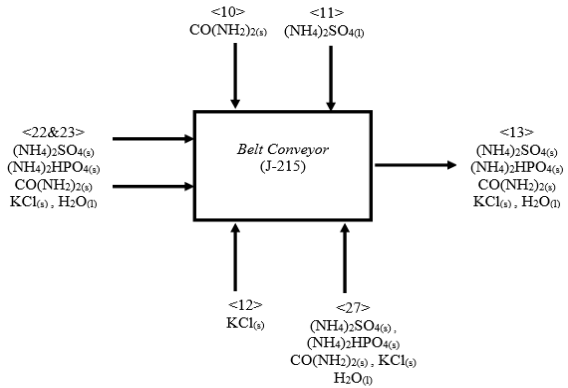 <10>
CO(NH2)2(s)
<11>
(NH4)2SO4(l)
<22&23>
(NH4)2SO4(s)
(NH4)2HPO4(s)
CO(NH2)2(s)
KCl(s) , H2O(l)
Belt Conveyor
(J-215)
<13>
(NH4)2SO4(s)
(NH4)2HPO4(s)
CO(NH2)2(s)
KCl(s) , H2O(l)
<12>
KCl(s)
<27>
(NH4)2SO4(s) ,
(NH4)2HPO4(s)
CO(NH2)2(s) , KCl(s)
H2O(l)